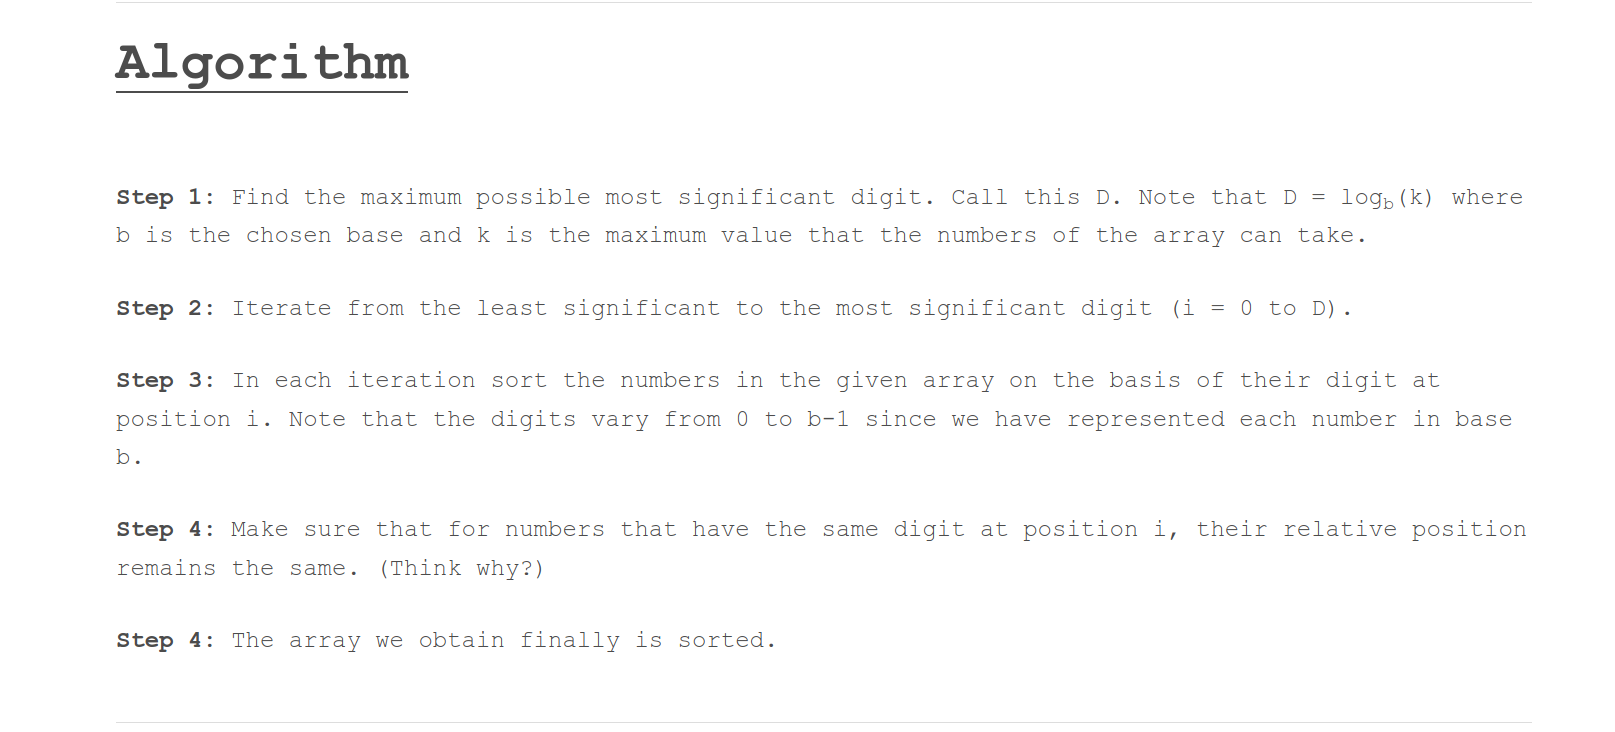 Algorithm
Step 1: Find the maximum possible most significant digit. Call this D. Note that D = log_b(k) where
b is the chosen base and k is the maximum value that the numbers of the array can take.
Step 2: Iterate from the least significant to the most significant digit (i = 0 to D).
Step 3: In each iteration sort the numbers in the given array on the basis of their digit at
position i. Note that the digits vary from 0 to b-1 since we have represented each number in base
b.
Step 4: Make sure that for numbers that have the same digit at position i, their relative position
remains the same. (Think why?)
Step 4: The array we obtain finally is sorted.